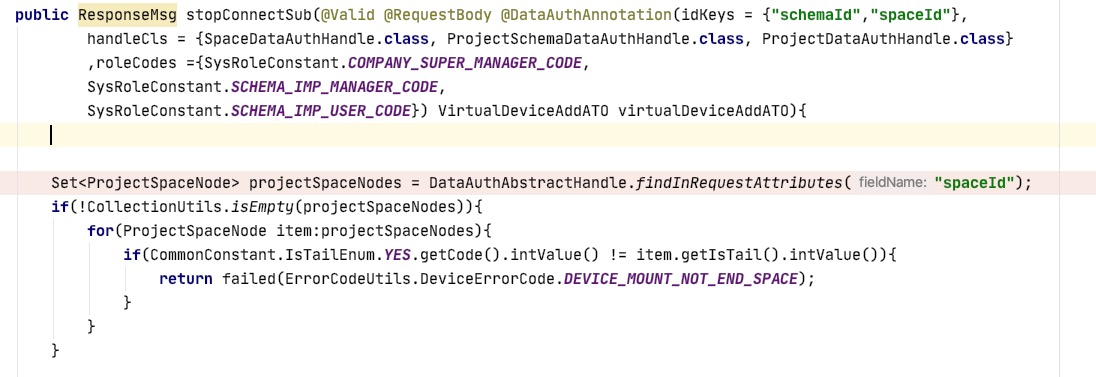 public ResponseMsg stopConnectSub(@Valid @RequestBody @DataAuthAnnotation(idKeys = {"schemaId","spaceId"},
handleCls = {SpaceDataAuthHandle.class, ProjectSchemaDataAuthHandle.class, ProjectDataAuthHandle.class}
,roleCodes ={SysRoleConstant.COMPANY_SUPER_MANAGER_CODE,
SysRoleConstant.SCHEMA_IMP_MANAGER_CODE,
SysRoleConstant.SCHEMA_IMP_USER_CODE}) VirtualDeviceAddATO virtualDeviceAddATO){
Set<ProjectSpaceNode> projectSpaceNodes = DataAuthAbstractHandle.findInRequestAttributes( fieldName: "spaceId");
if(!CollectionUtils.isEmpty(projectSpaceNodes)){
for(ProjectSpaceNode item:projectSpaceNodes){
if(CommonConstant.IsTailEnum.YES.getCode().intValue() != item.getIsTail().intValue()){
return failed(ErrorCodeUtils.DeviceErrorCode.DEVICE_MOUNT_NOT_END_SPACE);
}
}
}